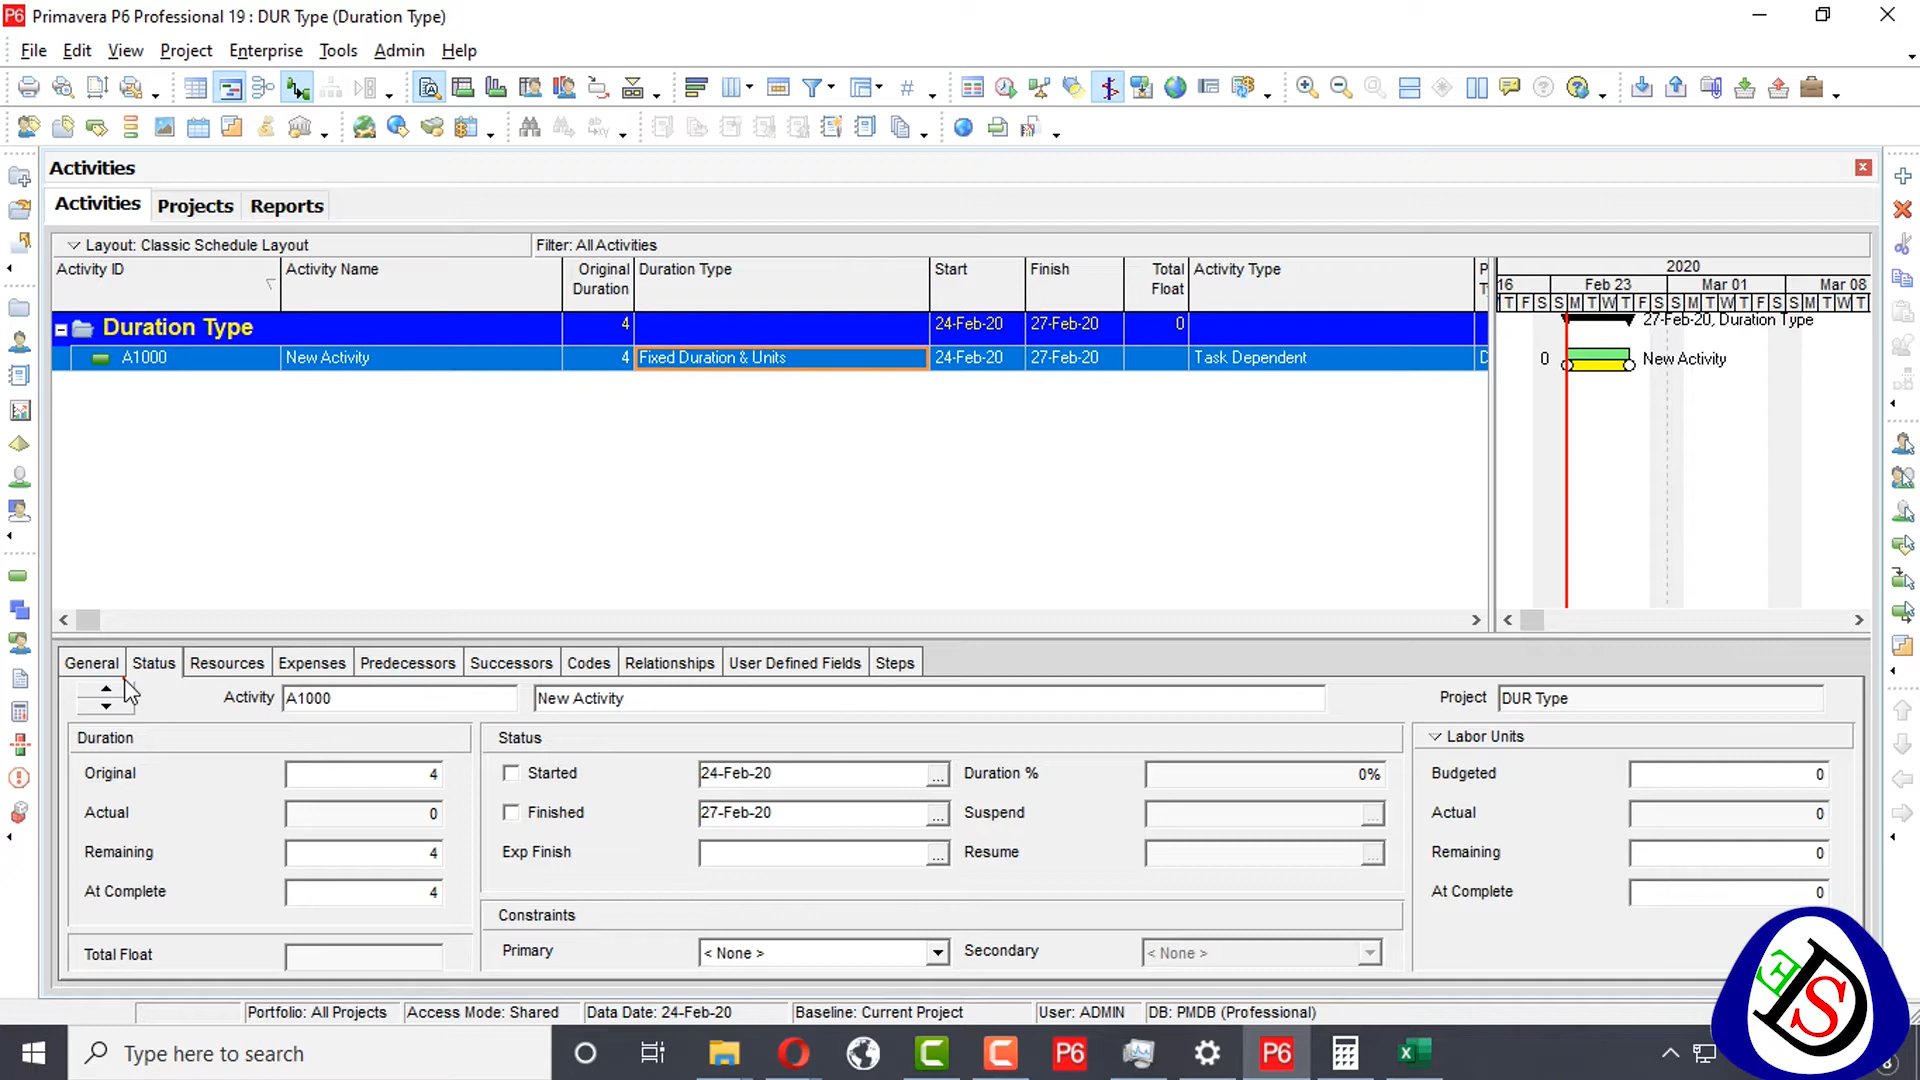 P6 Primavera P6 Professional 19 : DUR Type (Duration Type)
File Edit View Project Enterprise Tools Admin Help
Activities
Activities Projects Reports
Layout: Classic Schedule Layout Filter: All Activities
Activity ID Activity Name Original Duration Duration Type Start Finish Total Float Activity Type
2020
16 Feb 23 Mar 01 Mar 08
T F S S M T W T F S S M T W T F S S M T W T
Duration Type 4 24-Feb-20 27-Feb-20 0 27-Feb-20, Duration Type
A1000 New Activity 4 Fixed Duration & Units 24-Feb-20 27-Feb-20 Task Dependent D 0 New Activity
General Status Resources Expenses Predecessors Successors Codes Relationships User Defined Fields Steps
Activity A1000 New Activity Project DUR Type
Duration Status Labor Units
Original 4 Started 24-Feb-20 ... Duration % 0% Budgeted 0
Actual 0 Finished 27-Feb-20 ... Suspend ... Actual 0
Remaining 4 Exp Finish ... Resume ... Remaining 0
At Complete 4 At Complete 0
Constraints
Total Float Primary < None > Secondary < None >
Portfolio: All Projects Access Mode: Shared Data Date: 24-Feb-20 Baseline: Current Project User: ADMIN DB: PMDB (Professional)
Type here to search